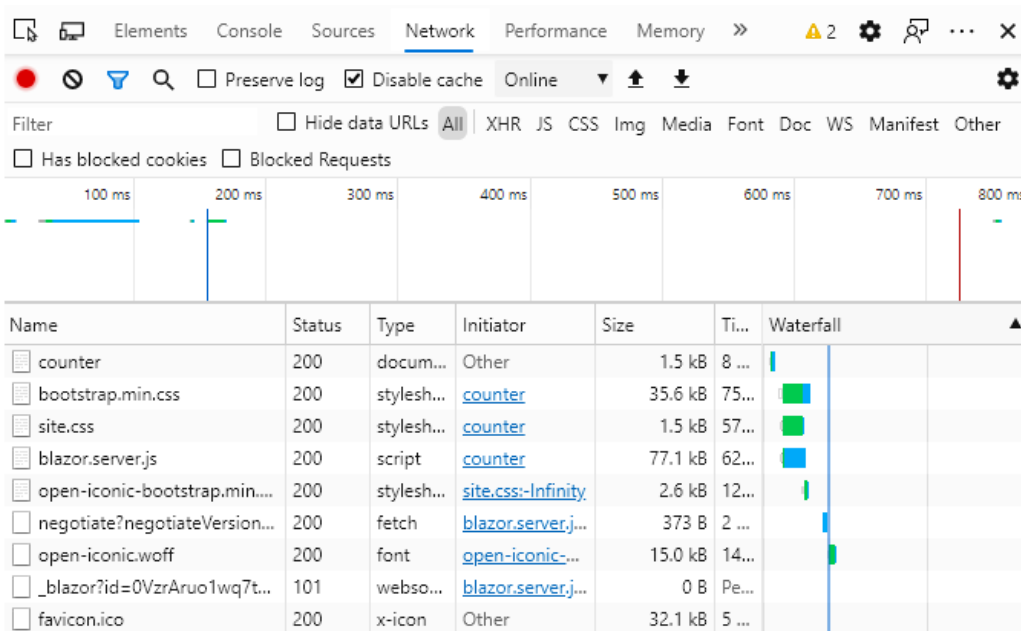 Elements Console Sources Network Performance Memory » 2 ··· ×
Preserve log Disable cache Online
Filter Hide data URLs All XHR JS CSS Img Media Font Doc WS Manifest Other
Has blocked cookies Blocked Requests
100 ms 200 ms 300 ms 400 ms 500 ms 600 ms 700 ms 800 ms
Name Status Type Initiator Size Ti... Waterfall
counter 200 docum... Other 1.5 kB 8 ...
bootstrap.min.css 200 stylesh... counter 35.6 kB 75...
site.css 200 stylesh... counter 1.5 kB 57...
blazor.server.js 200 script counter 77.1 kB 62...
open-iconic-bootstrap.min.... 200 stylesh... site.css:-Infinity 2.6 kB 12...
negotiate?negotiateVersion... 200 fetch blazor.server.j... 373 B 2 ...
open-iconic.woff 200 font open-iconic-... 15.0 kB 14...
_blazor?id=0VzrAruo1wq7t... 101 webso... blazor.server.j... 0 B Pe...
favicon.ico 200 x-icon Other 32.1 kB 5 ...